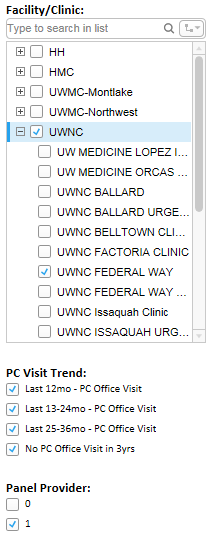 Facility/Clinic:
Type to search in list
HH
HMC
UWMC-Montlake
UWMC-Northwest
UWNC
UW MEDICINE LOPEZ I...
UW MEDICINE ORCAS ...
UWNC BALLARD
UWNC BALLARD URGE...
UWNC BELLTOWN CLI...
UWNC FACTORIA CLINIC
UWNC FEDERAL WAY
UWNC FEDERAL WAY ...
UWNC Issaquah Clinic
UWNC ISSAQUAH URG...
PC Visit Trend:
Last 12mo - PC Office Visit
Last 13-24mo - PC Office Visit
Last 25-36mo - PC Office Visit
No PC Office Visit in 3yrs
Panel Provider:
0
1